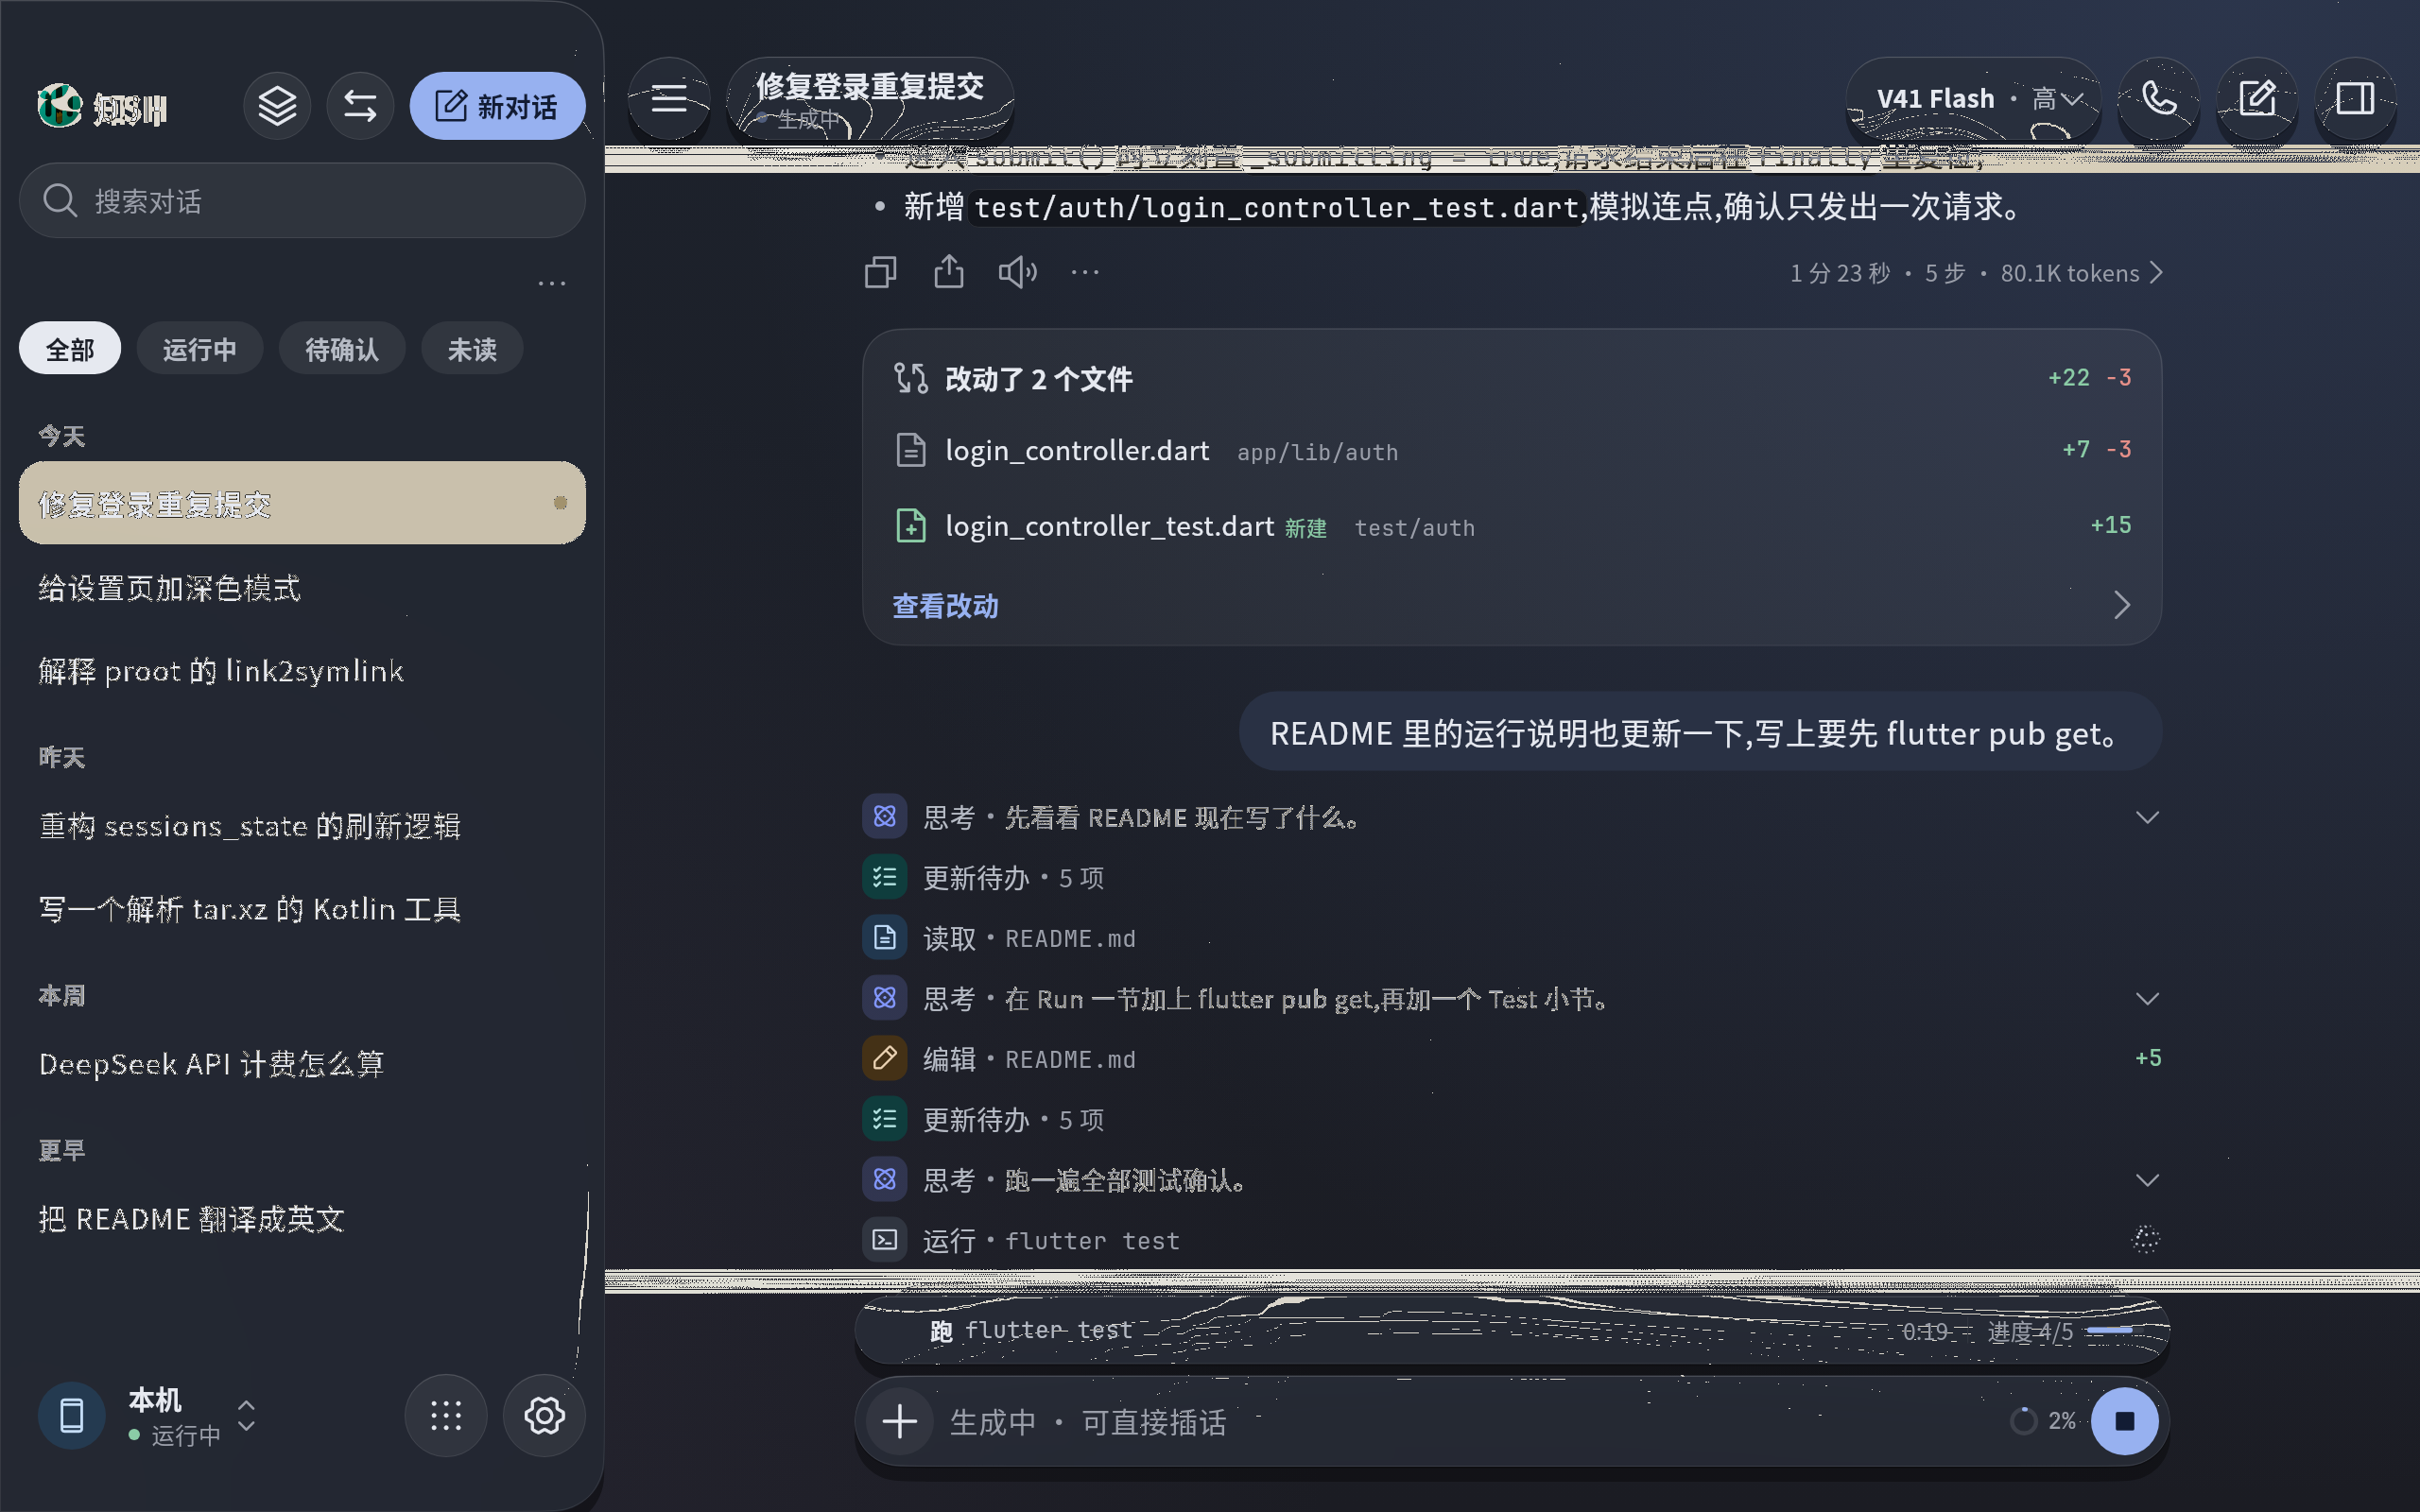 新对话
搜索对话
全部 运行中 待确认 未读
今天
修复登录重复提交
给设置页加深色模式
解释 proot 的 link2symlink
昨天
重构 sessions_state 的刷新逻辑
写一个解析 tar.xz 的 Kotlin 工具
本周
DeepSeek API 计费怎么算
更早
把 README 翻译成英文
本机
运行中
修复登录重复提交
生成中
V41 Flash · 高
submit() _submitting = true,请求结束后在 finally
新增 test/auth/login_controller_test.dart,模拟连点,确认只发出一次请求。
1 分 23 秒 · 5 步 · 80.1K tokens
改动了 2 个文件 +22 -3
login_controller.dart app/lib/auth +7 -3
login_controller_test.dart 新建 test/auth +15
查看改动
README 里的运行说明也更新一下,写上要先 flutter pub get。
思考 · 先看看 README 现在写了什么。
更新待办 · 5 项
读取 · README.md
思考 · 在 Run 一节加上 flutter pub get,再加一个 Test 小节。
编辑 · README.md +5
更新待办 · 5 项
思考 · 跑一遍全部测试确认。
运行 · flutter test
跑 flutter test 0:19 进度 4/5
生成中 · 可直接插话 2%